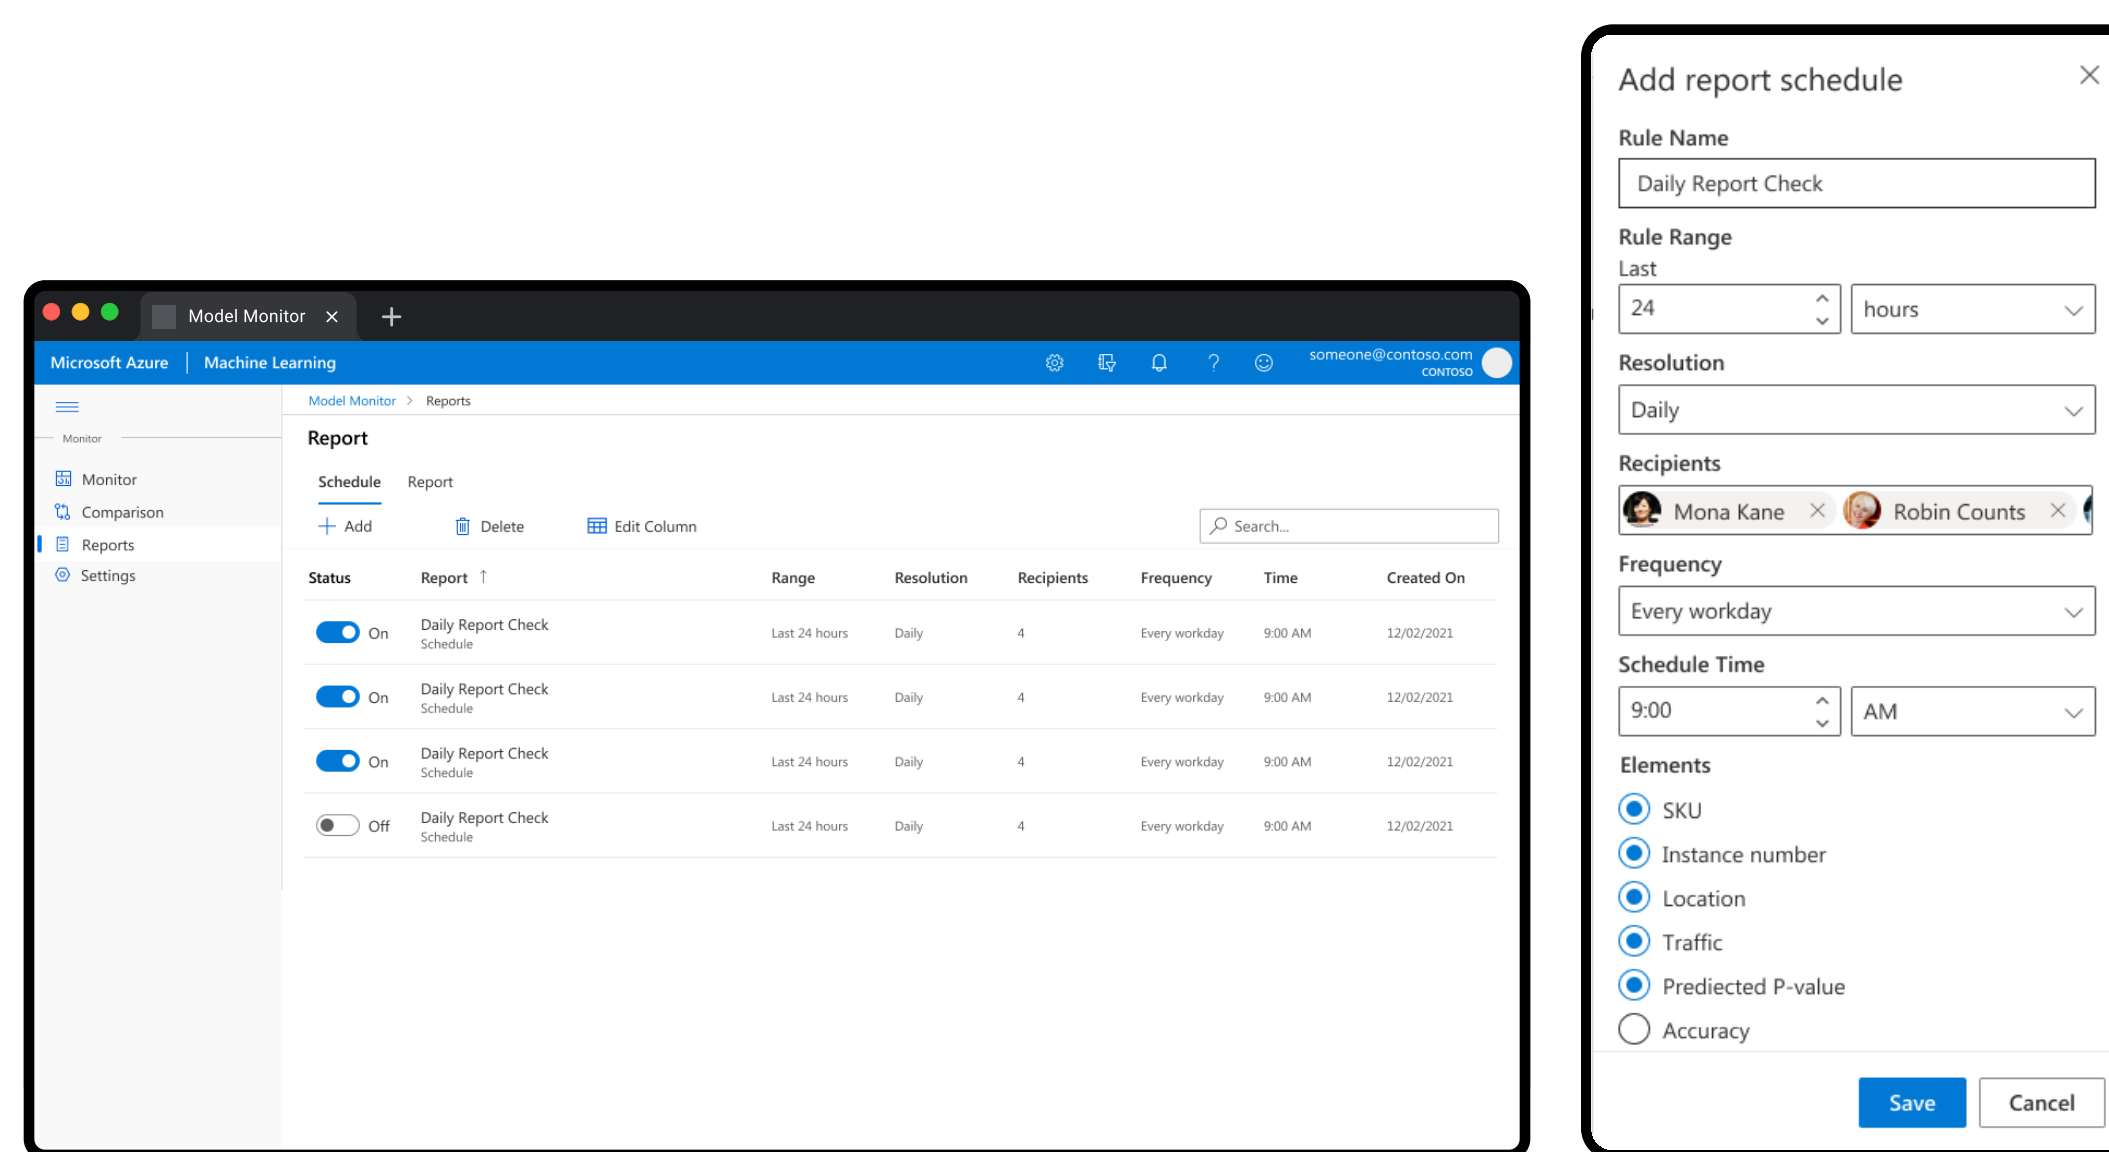 Model Monitor
Microsoft Azure Machine Learning
someone@contoso.com
CONTOSO
Model Monitor > Reports
Monitor
Monitor
Comparison
Reports
Settings
Report
Schedule Report
Add Delete Edit Column Search...
Status Report ↑ Range Resolution Recipients Frequency Time Created On
On Daily Report Check Last 24 hours Daily 4 Every workday 9:00 AM 12/02/2021
Schedule
On Daily Report Check Last 24 hours Daily 4 Every workday 9:00 AM 12/02/2021
Schedule
On Daily Report Check Last 24 hours Daily 4 Every workday 9:00 AM 12/02/2021
Schedule
Off Daily Report Check Last 24 hours Daily 4 Every workday 9:00 AM 12/02/2021
Schedule
Add report schedule
Rule Name
Daily Report Check
Rule Range
Last
24 hours
Resolution
Daily
Recipients
Mona Kane Robin Counts
Frequency
Every workday
Schedule Time
9:00 AM
Elements
SKU
Instance number
Location
Traffic
Prediected P-value
Accuracy
Save Cancel